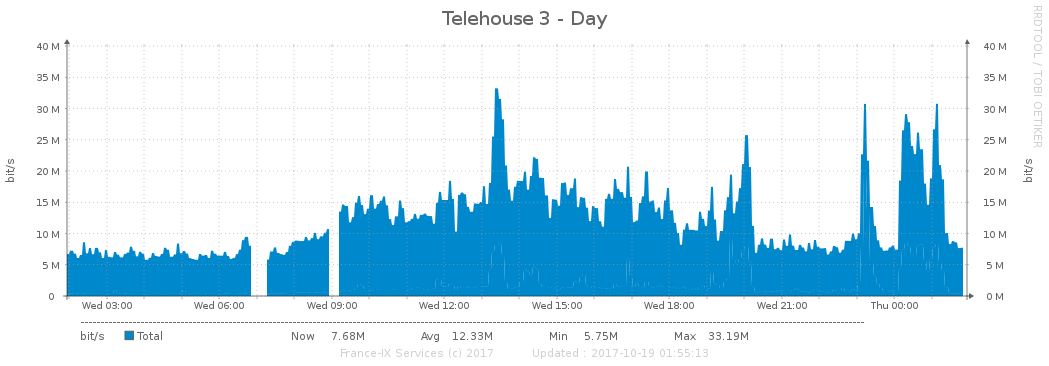 Telehouse 3 - Day
RRDTOOL / TOBI OETIKER
40 M 40 M
35 M 35 M
30 M 30 M
25 M 25 M
20 M 20 M
15 M 15 M
10 M 10 M
5 M 5 M
0 0 M
bit/s bit/s
Wed 03:00 Wed 06:00 Wed 09:00 Wed 12:00 Wed 15:00 Wed 18:00 Wed 21:00 Thu 00:00
bit/s Total Now 7.68M Avg 12.33M Min 5.75M Max 33.19M
France-IX Services (c) 2017 Updated : 2017-10-19 01:55:13